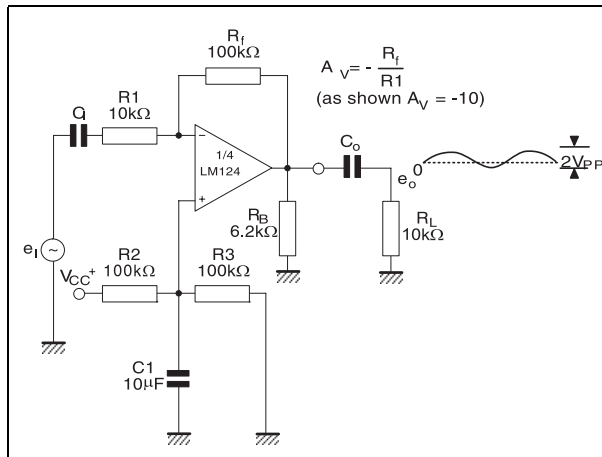 R_f
100kΩ
A_V = - R_f / R1
(as shown A_V = -10)
C_I
R1
10kΩ
1/4
LM124
C_o
e_o
0
2V_PP
R_B
6.2kΩ
R_L
10kΩ
e_I
~
V_CC+
R2
100kΩ
R3
100kΩ
C1
10μF